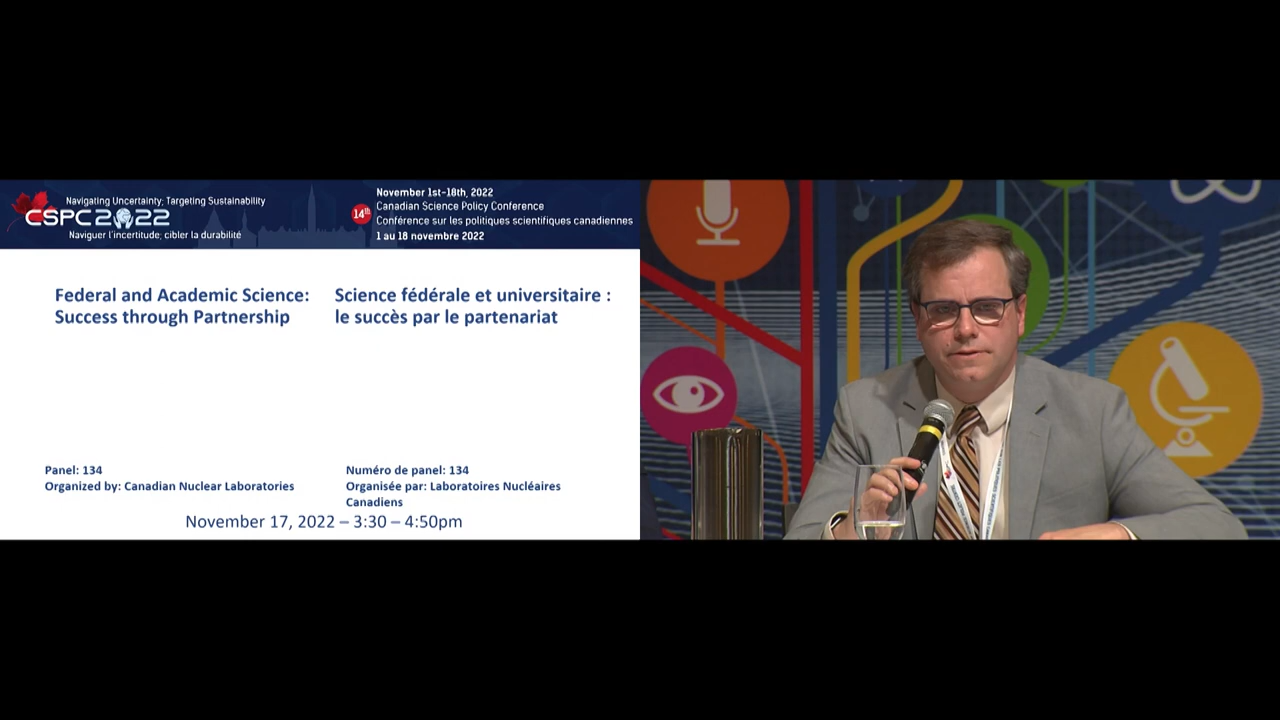 Navigating Uncertainty; Targeting Sustainability
CSPC 2022
Naviguer l'incertitude; cibler la durabilité
14th
November 1st-18th, 2022
Canadian Science Policy Conference
Conférence sur les politiques scientifiques canadiennes
1 au 18 novembre 2022
Federal and Academic Science:
Success through Partnership
Science fédérale et universitaire :
le succès par le partenariat
Panel: 134
Organized by: Canadian Nuclear Laboratories
Numéro de panel: 134
Organisée par: Laboratoires Nucléaires
Canadiens
November 17, 2022 – 3:30 – 4:50pm